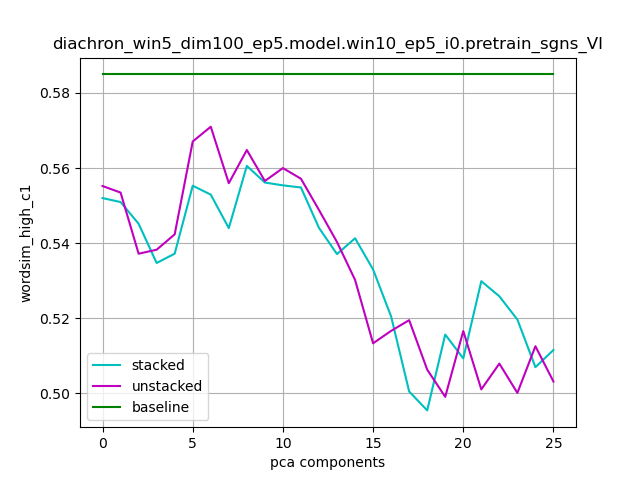 diachron_win5_dim100_ep5.model.win10_ep5_i0.pretrain_sgns_VI
wordsim_high_c1
0.58
0.56
0.54
0.52
0.50
stacked
unstacked
baseline
0 5 10 15 20 25
pca components